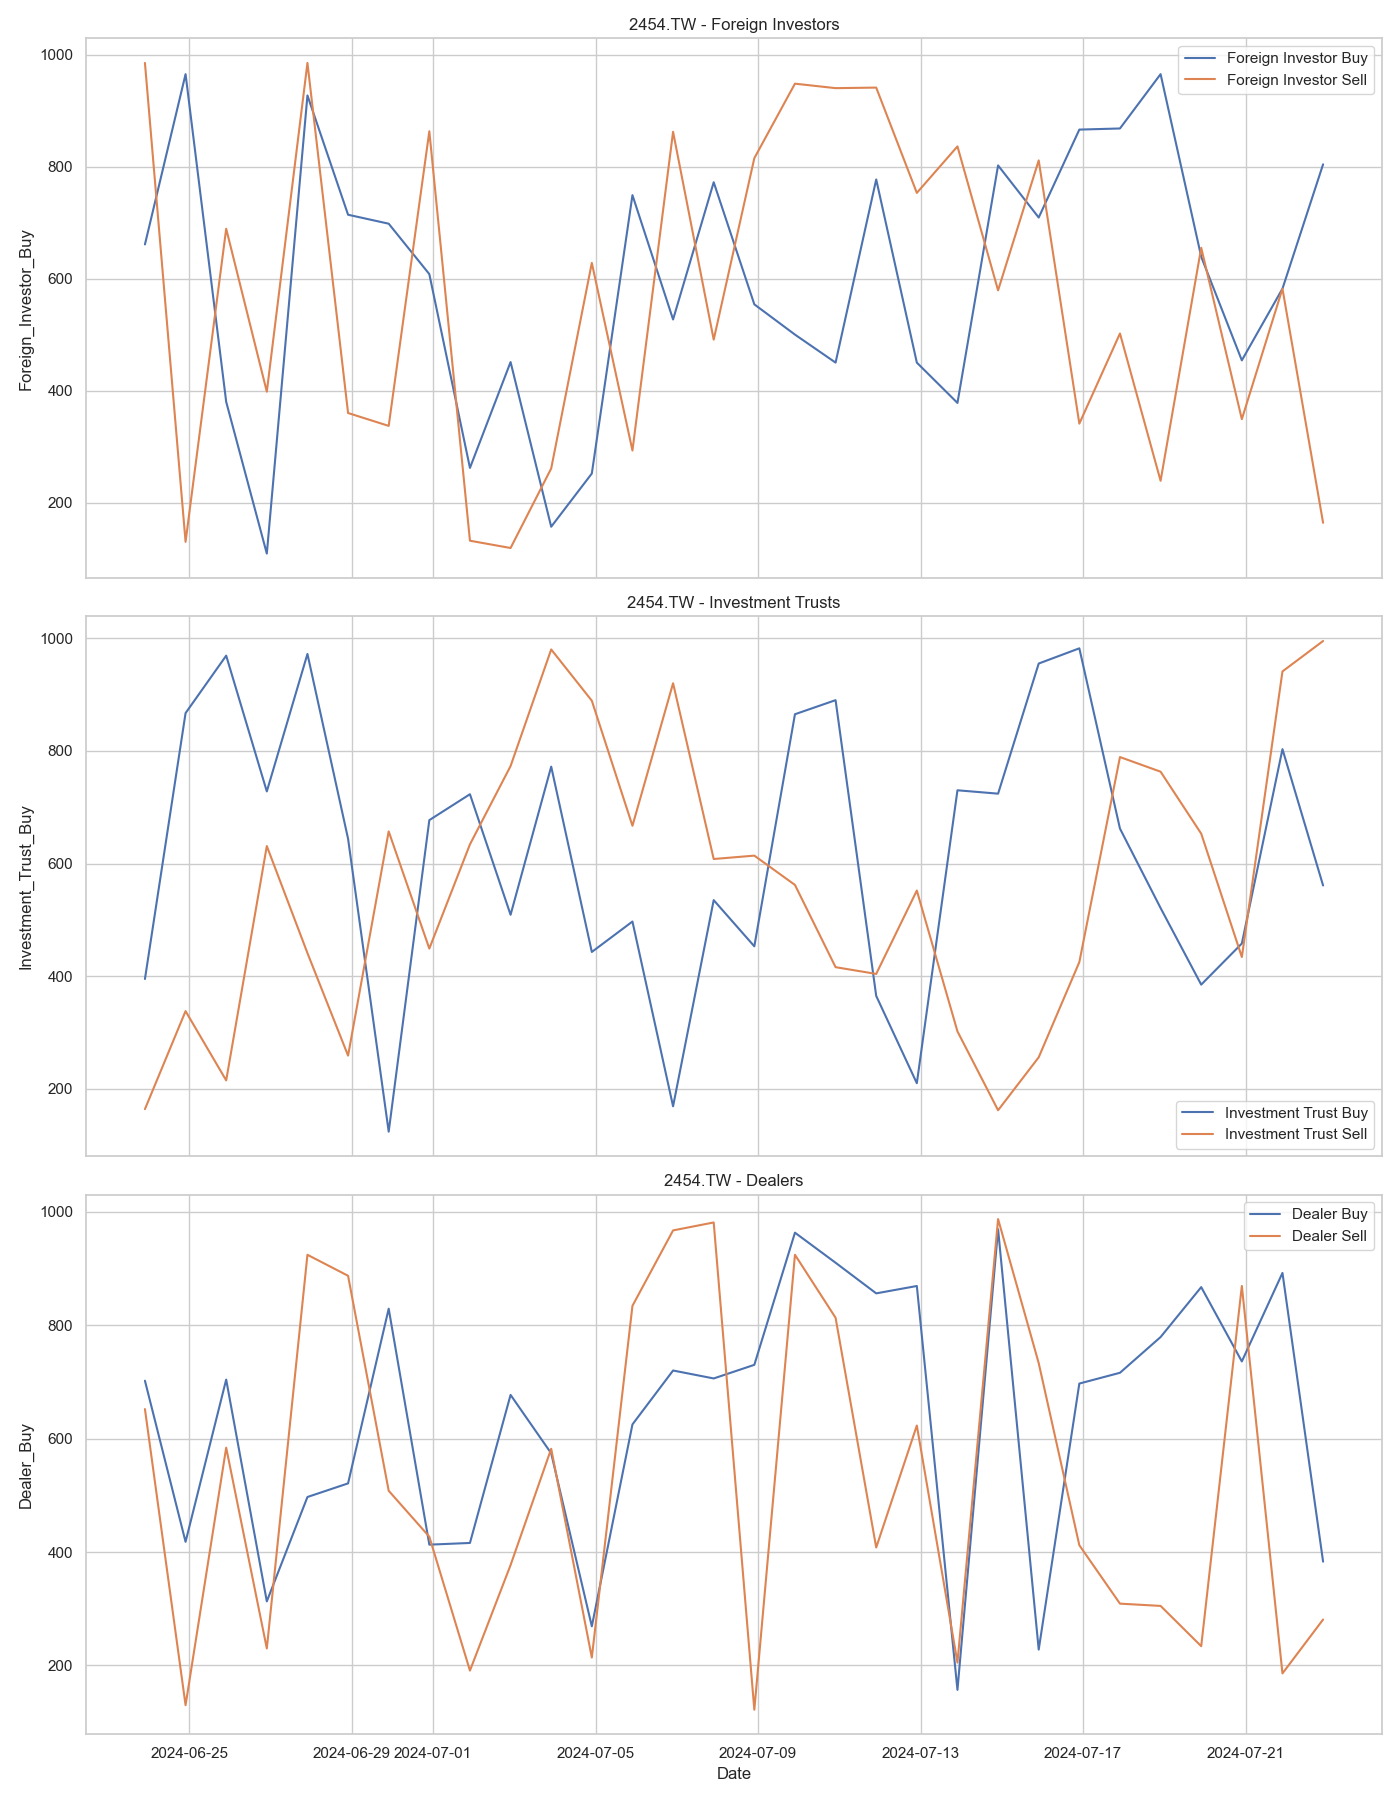 2454.TW - Foreign Investors
Foreign_Investor_Buy
1000
800
600
400
200
Foreign Investor Buy
Foreign Investor Sell
2454.TW - Investment Trusts
Investment_Trust_Buy
1000
800
600
400
200
Investment Trust Buy
Investment Trust Sell
2454.TW - Dealers
Dealer_Buy
1000
800
600
400
200
Dealer Buy
Dealer Sell
2024-06-25 2024-06-29 2024-07-01 2024-07-05 2024-07-09 2024-07-13 2024-07-17 2024-07-21
Date